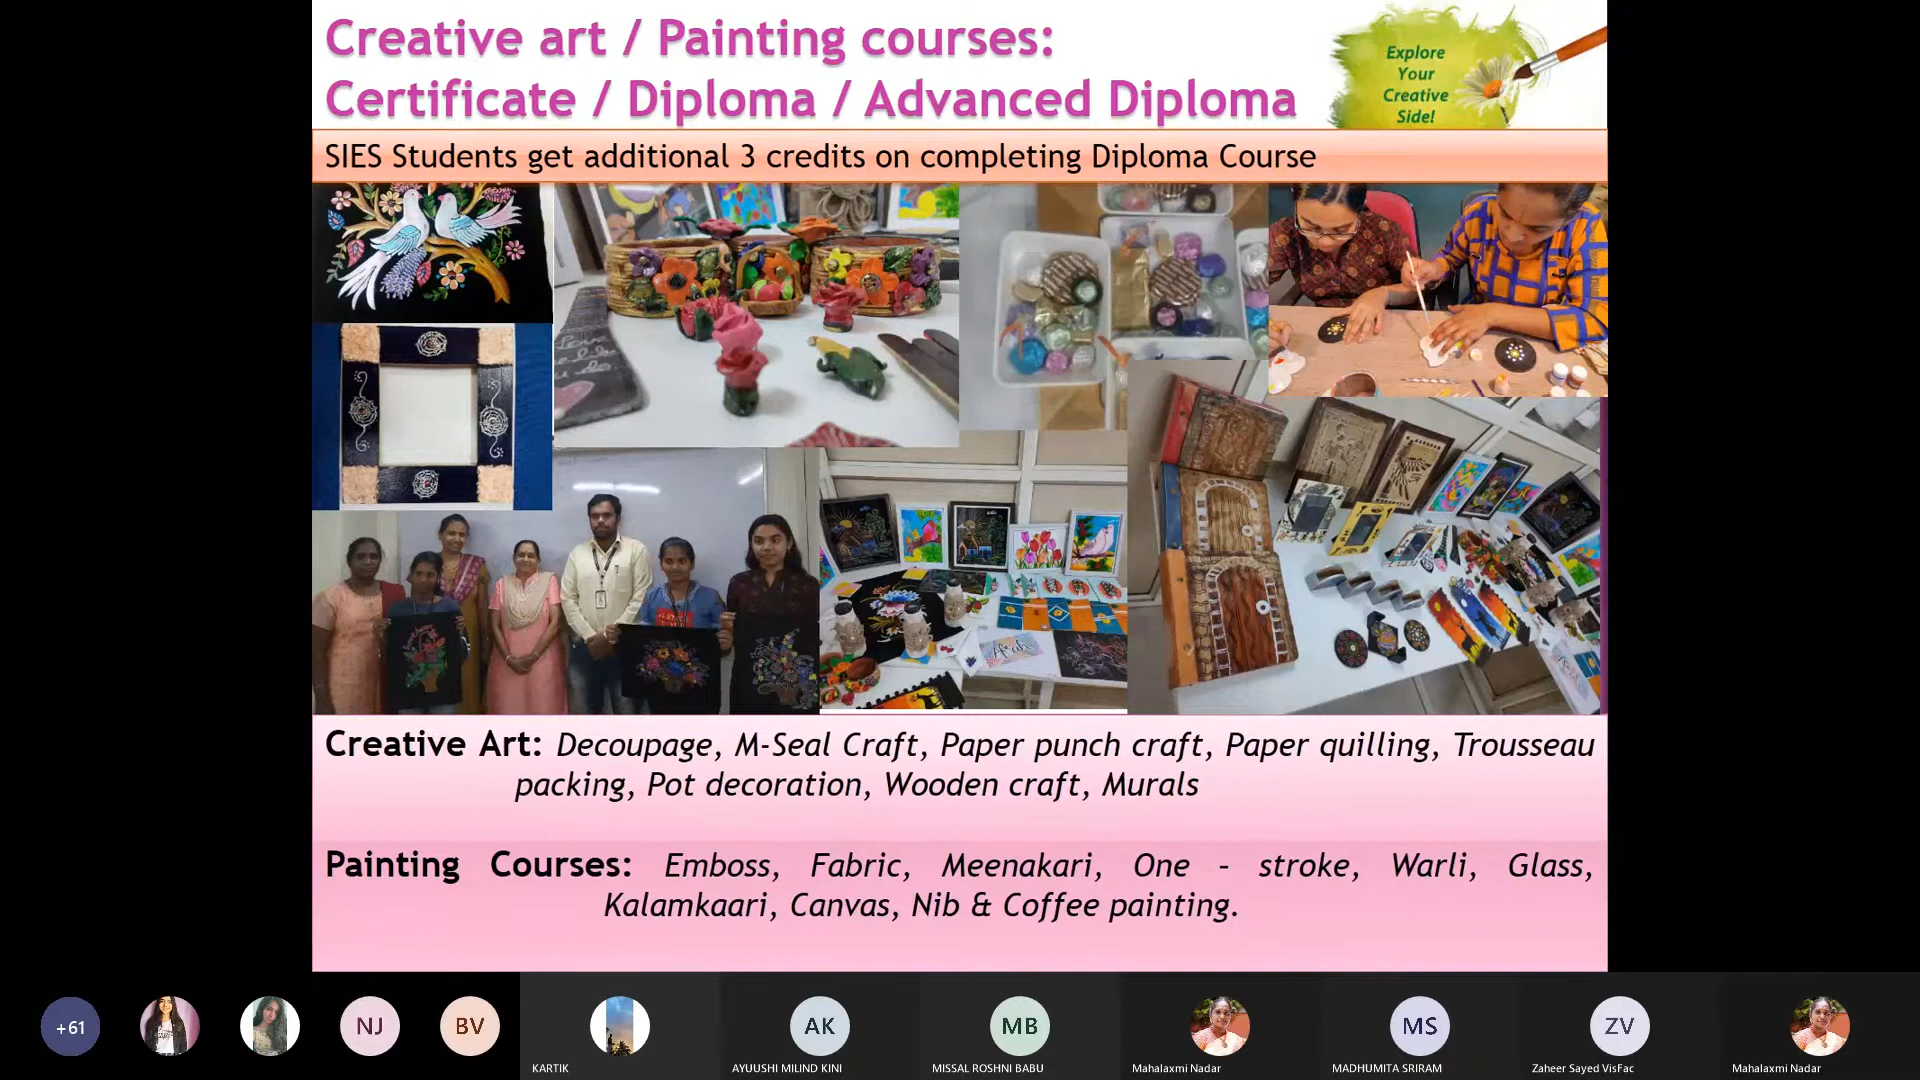 Creative art / Painting courses:
Certificate / Diploma / Advanced Diploma
Explore
Your
Creative
Side!
SIES Students get additional 3 credits on completing Diploma Course
Creative Art: Decoupage, M-Seal Craft, Paper punch craft, Paper quilling, Trousseau
packing, Pot decoration, Wooden craft, Murals
Painting Courses: Emboss, Fabric, Meenakari, One - stroke, Warli, Glass,
Kalamkaari, Canvas, Nib & Coffee painting.
+61
NJ
BV
KARTIK
AK
AYUUSHI MILIND KINI
MB
MISSAL ROSHNI BABU
Mahalaxmi Nadar
MS
MADHUMITA SRIRAM
ZV
Zaheer Sayed VisFac
Mahalaxmi Nadar